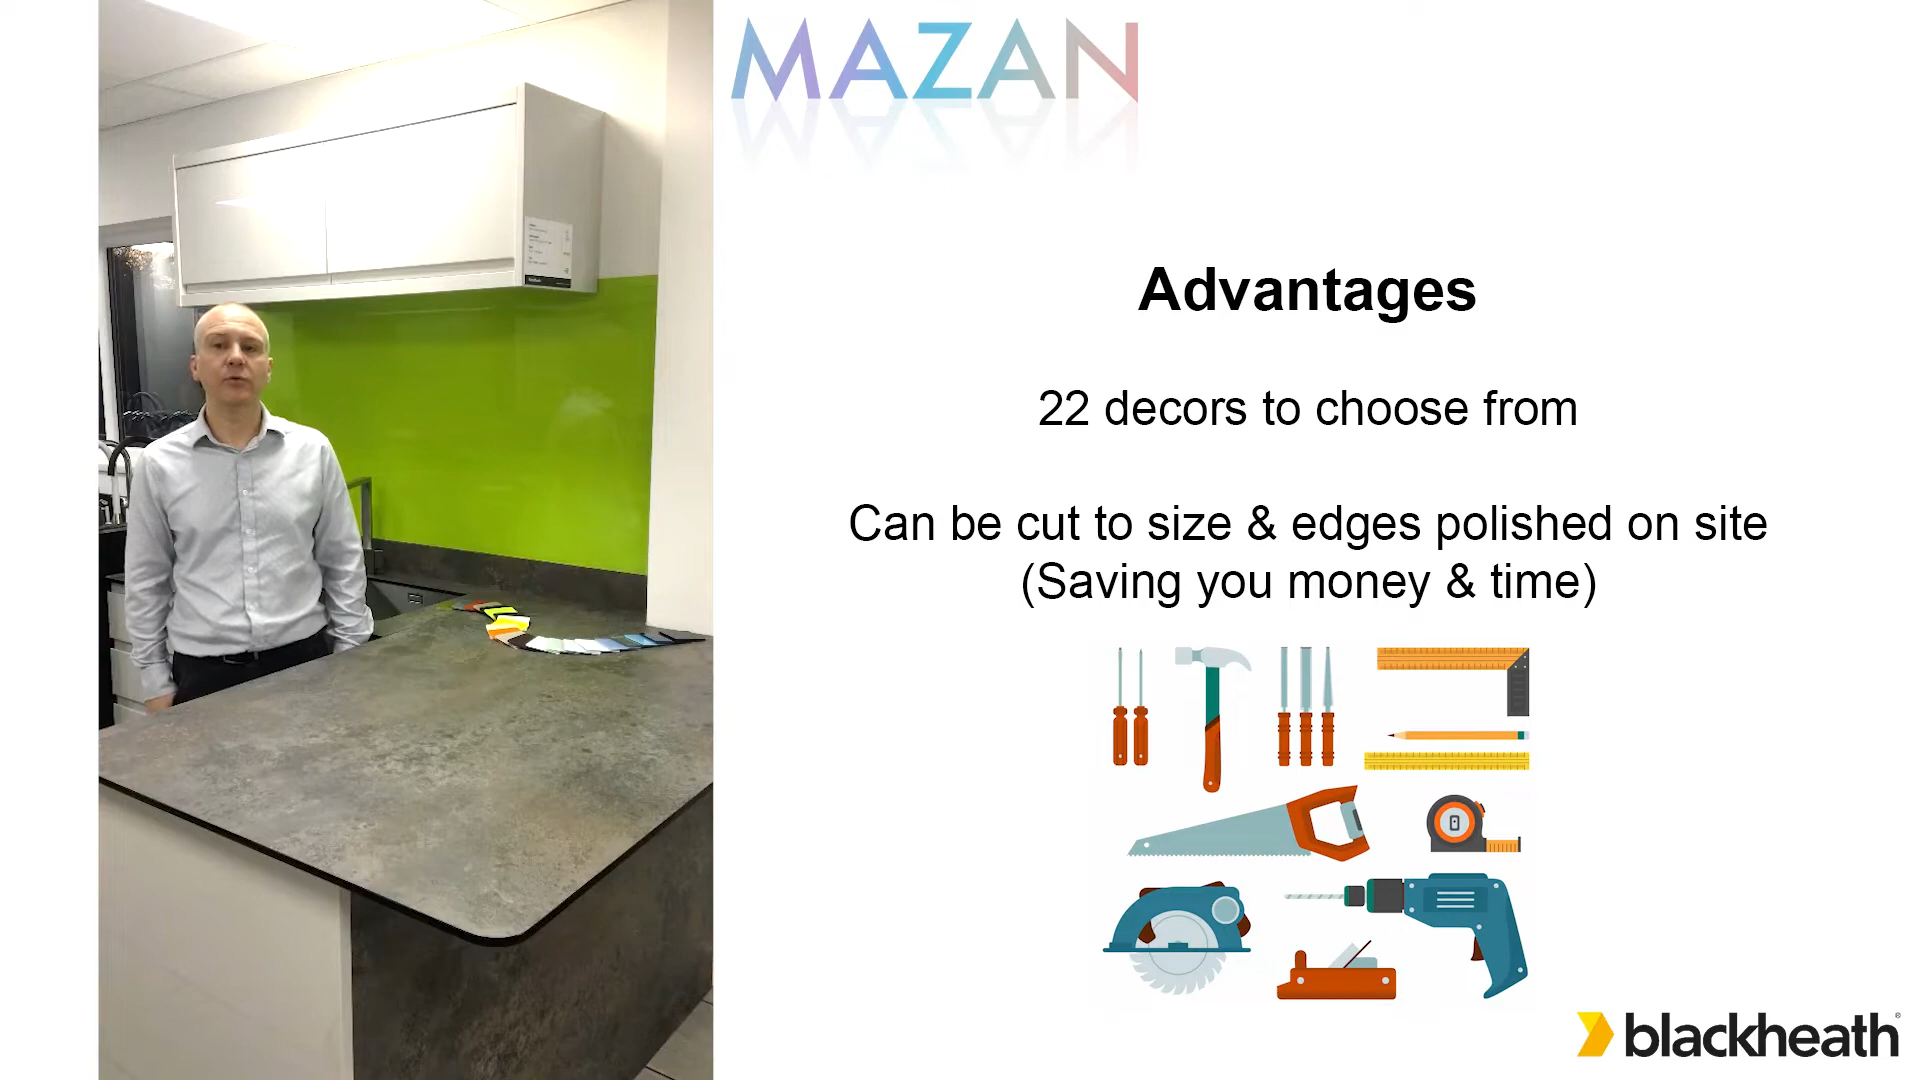 MAZAN
Advantages
22 decors to choose from
Can be cut to size & edges polished on site
(Saving you money & time)
blackheath®